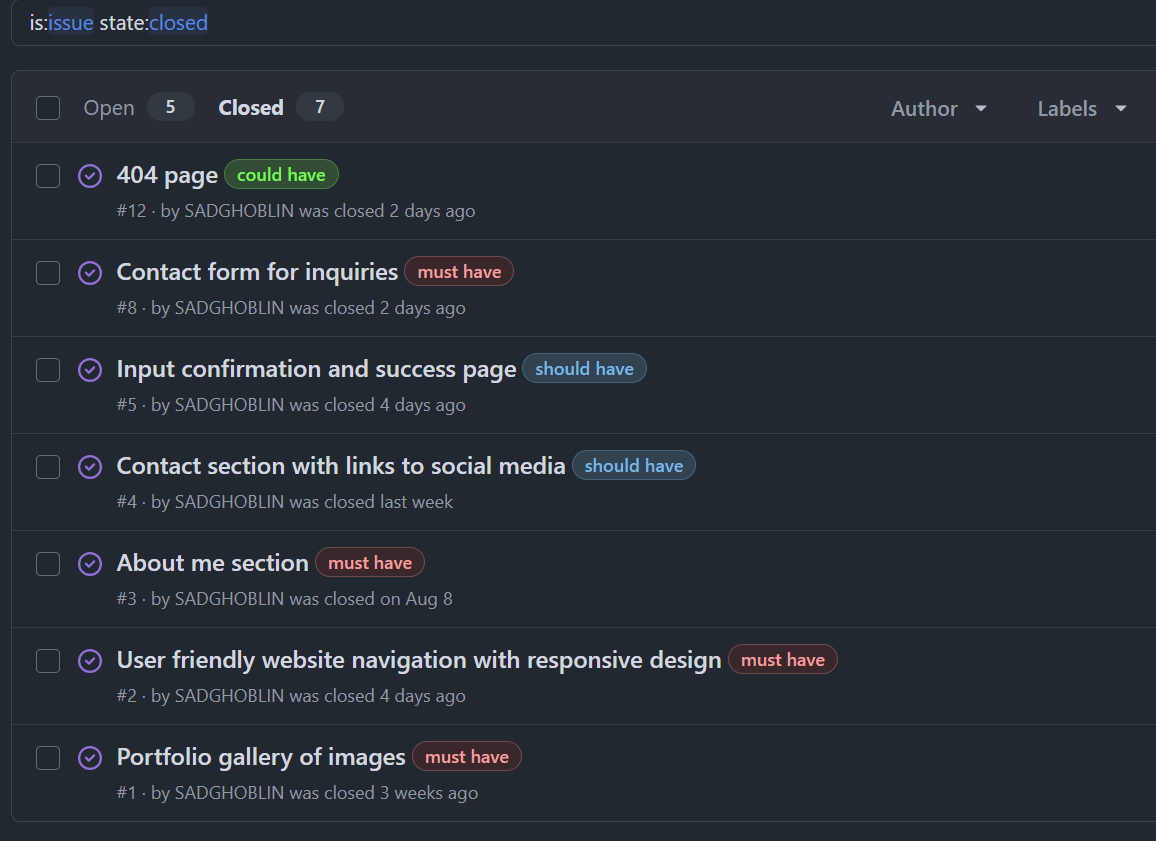 is:issue state:closed
Open 5 Closed 7 Author Labels
404 page could have
#12 · by SADGHOBLIN was closed 2 days ago
Contact form for inquiries must have
#8 · by SADGHOBLIN was closed 2 days ago
Input confirmation and success page should have
#5 · by SADGHOBLIN was closed 4 days ago
Contact section with links to social media should have
#4 · by SADGHOBLIN was closed last week
About me section must have
#3 · by SADGHOBLIN was closed on Aug 8
User friendly website navigation with responsive design must have
#2 · by SADGHOBLIN was closed 4 days ago
Portfolio gallery of images must have
#1 · by SADGHOBLIN was closed 3 weeks ago